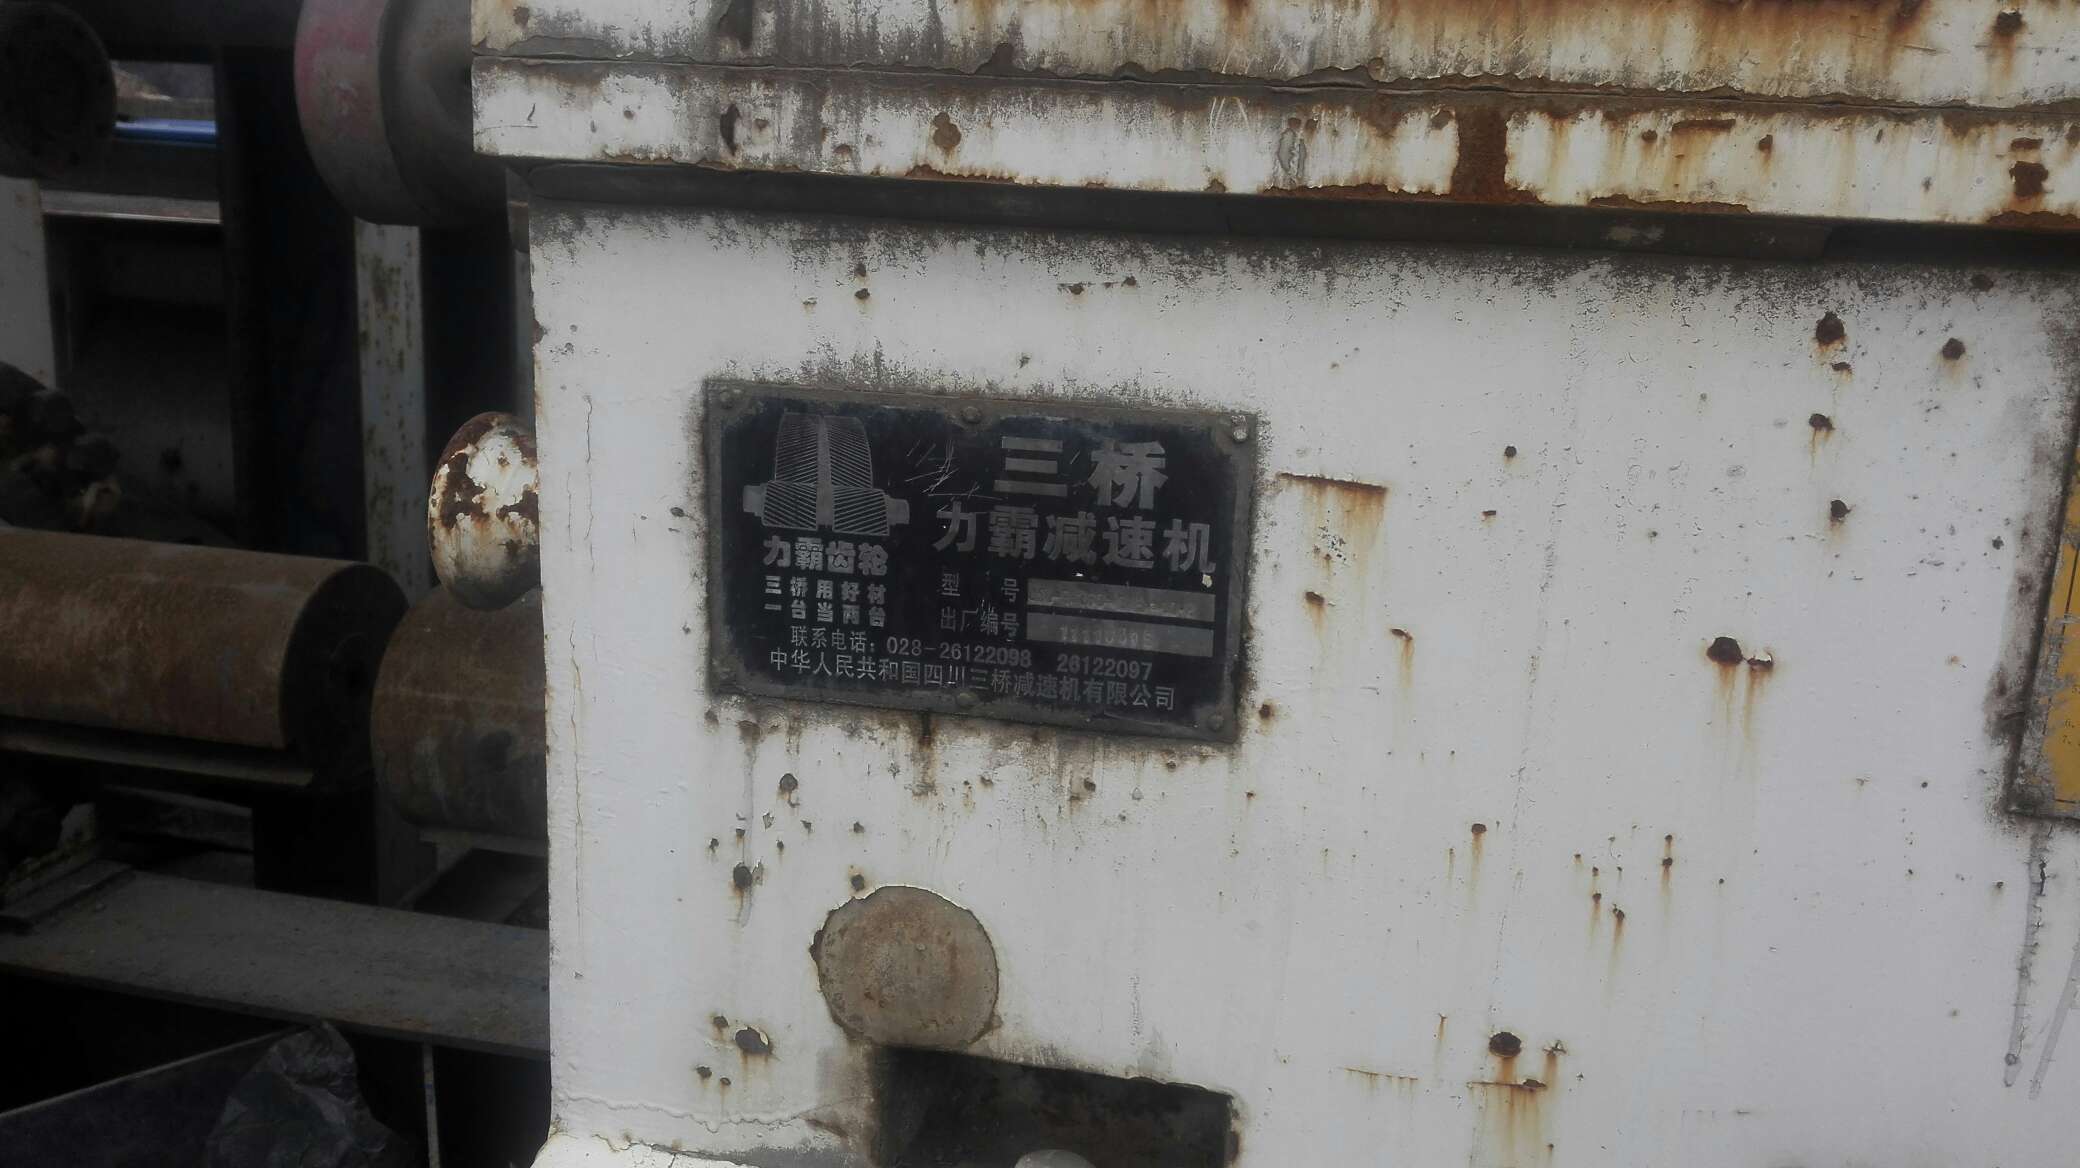 三桥
力霸减速机
力霸齿轮
三桥用好材
一台当两台
型 号
出厂编号
联系电话：028-26122098 26122097
中华人民共和国四川三桥减速机有限公司